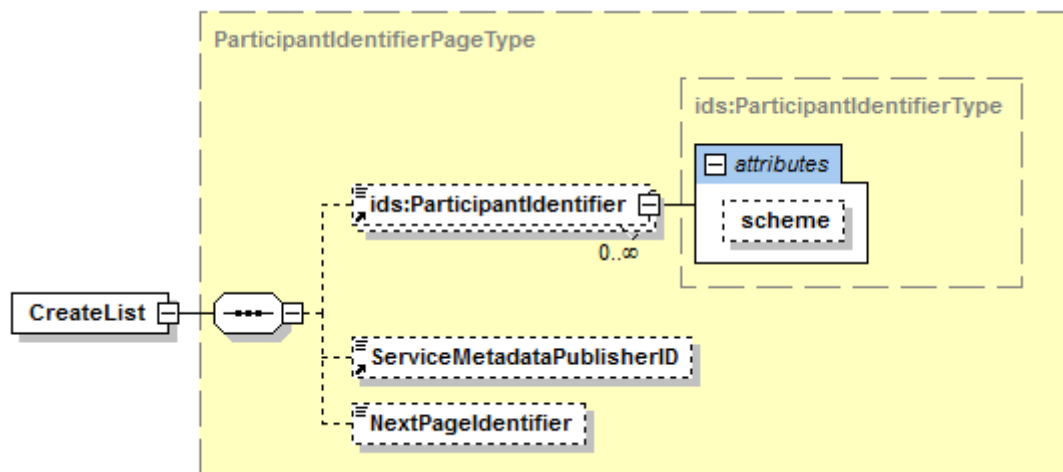 ParticipantIdentifierPageType
ids:ParticipantIdentifierType
attributes
ids:ParticipantIdentifier
scheme
0..∞
CreateList
ServiceMetadataPublisherID
NextPageIdentifier